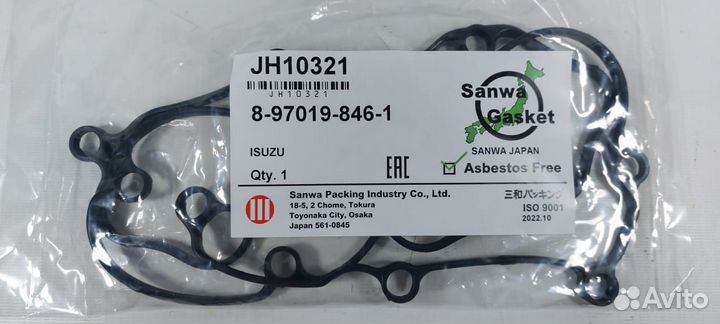 JH10321
JH10321
8-97019-846-1
ISUZU
Qty. 1
EAC
Sanwa
Gasket
SANWA JAPAN
Asbestos Free
Sanwa Packing Industry Co., Ltd.
18-5, 2 Chome, Tokura
Toyonaka City, Osaka
Japan 561-0845
三和パッキング
ISO 9001
2022.10
Avito